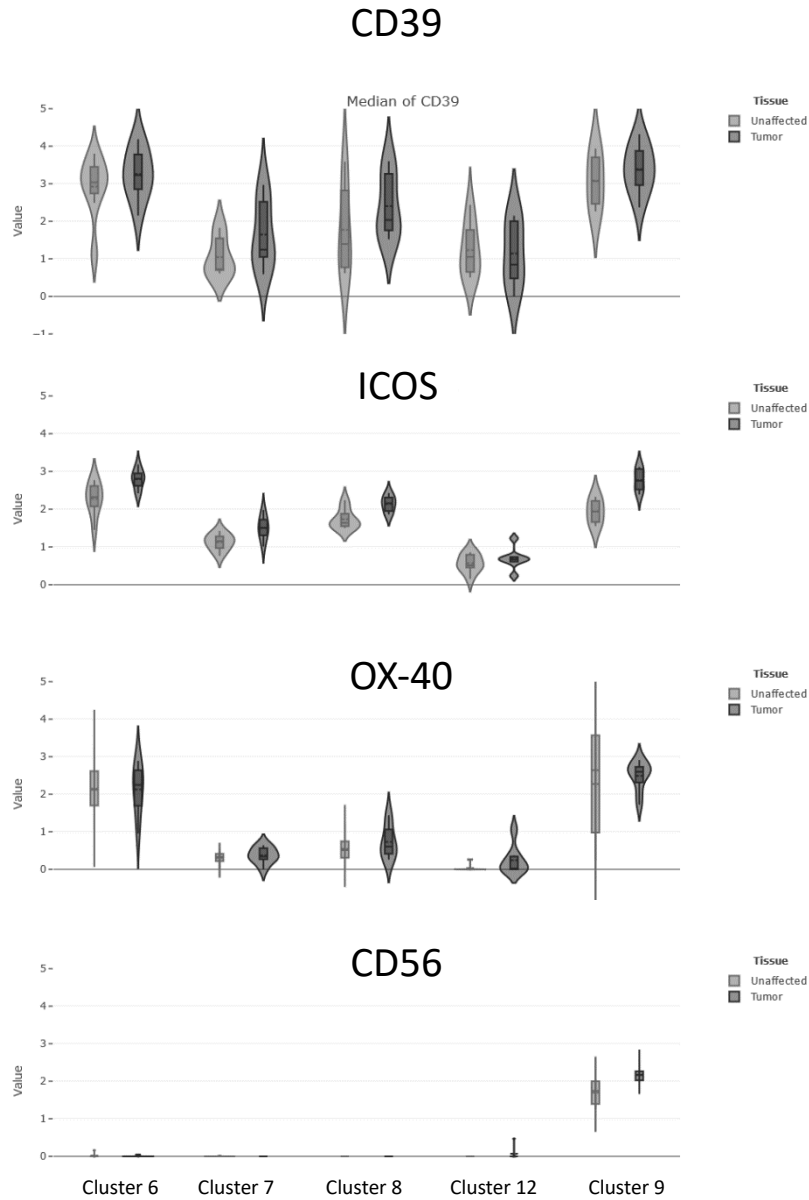 CD39
Median of CD39
Tissue
Unaffected
Tumor
Value
5
4
3
2
1
0
−1
ICOS
Tissue
Unaffected
Tumor
Value
5
4
3
2
1
0
OX-40
Tissue
Unaffected
Tumor
Value
5
4
3
2
1
0
CD56
Tissue
Unaffected
Tumor
Value
5
4
3
2
1
0
Cluster 6 Cluster 7 Cluster 8 Cluster 12 Cluster 9